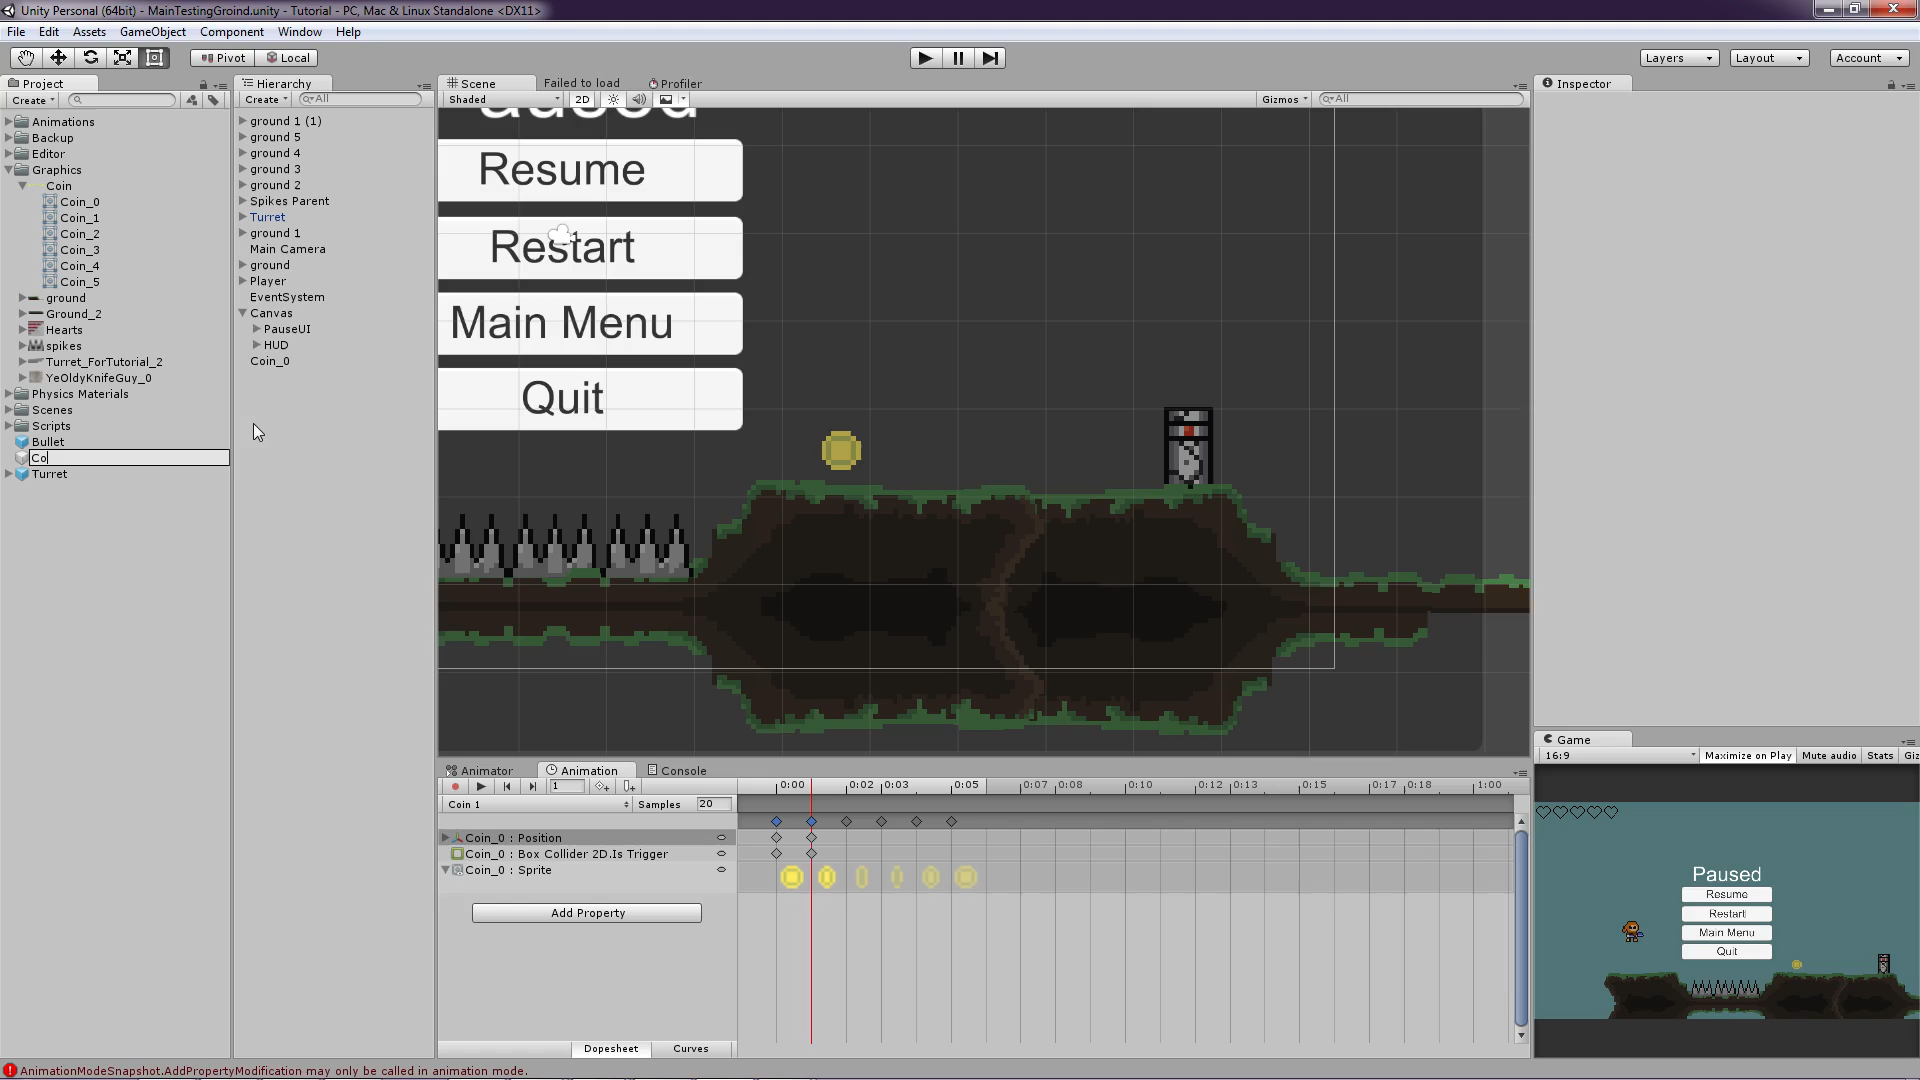 Unity Personal (64bit) - MainTestingGroind.unity - Tutorial - PC, Mac & Linux Standalone <DX11>
File Edit Assets GameObject Component Window Help
Pivot Local Layers Layout Account
Project Hierarchy Scene Failed to load Profiler Inspector
Create Create All Shaded 2D Gizmos All
Animations
Backup
Editor
Graphics
Coin
Coin_0
Coin_1
Coin_2
Coin_3
Coin_4
Coin_5
ground
Ground_2
Hearts
spikes
Turret_ForTutorial_2
YeOldyKnifeGuy_0
Physics Materials
Scenes
Scripts
Bullet
Co
Turret
ground 1 (1)
ground 5
ground 4
ground 3
ground 2
Spikes Parent
Turret
ground 1
Main Camera
ground
Player
EventSystem
Canvas
PauseUI
HUD
Coin_0
Paused
Resume
Restart
Main Menu
Quit
Animator Animation Console
1 0:00 0:02 0:03 0:05 0:07 0:08 0:10 0:12 0:13 0:15 0:17 0:18 1:00
Coin 1 Samples 20
Coin_0 : Position
Coin_0 : Box Collider 2D.Is Trigger
Coin_0 : Sprite
Add Property
Dopesheet Curves
Game
16:9 Maximize on Play Mute audio Stats Giz
Paused
Resume
Restart
Main Menu
Quit
AnimationModeSnapshot.AddPropertyModification may only be called in animation mode.